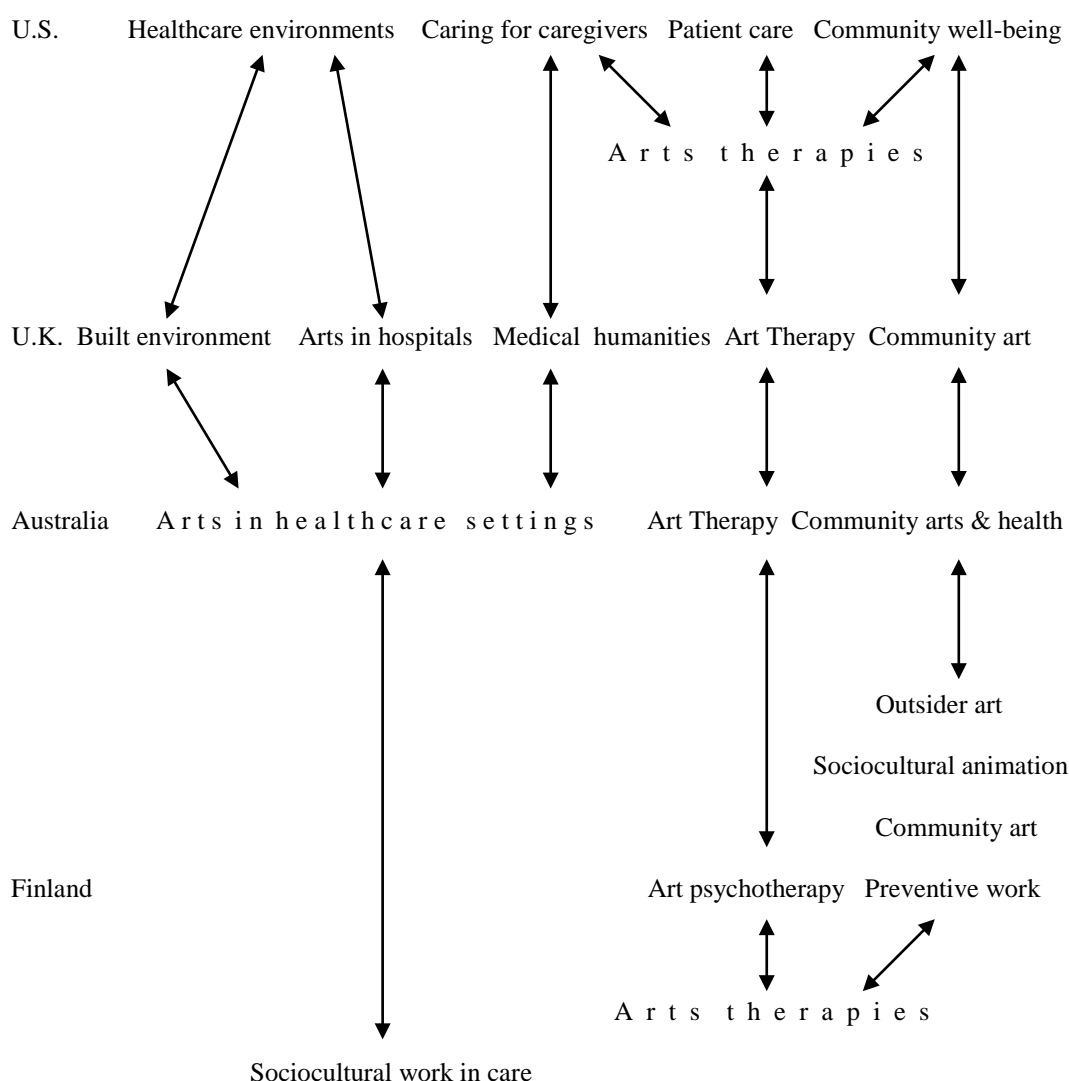 U.S. Healthcare environments Caring for caregivers Patient care Community well-being
A r t s t h e r a p i e s
U.K. Built environment Arts in hospitals Medical humanities Art Therapy Community art
Australia A r t s i n h e a l t h c a r e s e t t i n g s Art Therapy Community arts & health
Outsider art
Sociocultural animation
Community art
Finland Art psychotherapy Preventive work
A r t s t h e r a p i e s
Sociocultural work in care